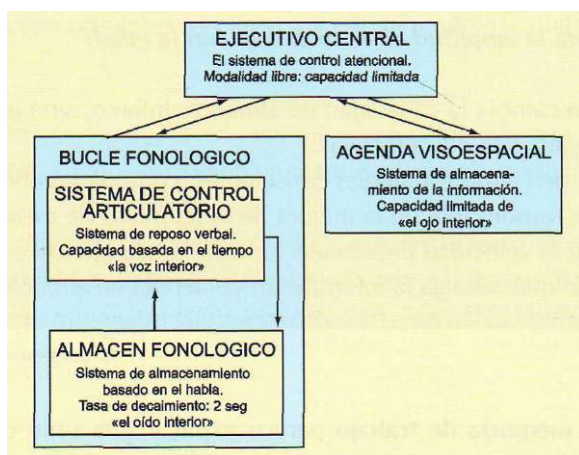 EJECUTIVO CENTRAL
El sistema de control atencional.
Modalidad libre: capacidad limitada
BUCLE FONOLOGICO
SISTEMA DE CONTROL
ARTICULATORIO
Sistema de reposo verbal.
Capacidad basada en el tiempo
«la voz interior»
ALMACEN FONOLOGICO
Sistema de almacenamiento
basado en el habla.
Tasa de decaimiento: 2 seg
«el oído interior»
AGENDA VISOESPACIAL
Sistema de almacena-
miento de la información.
Capacidad limitada de
«el ojo interior»